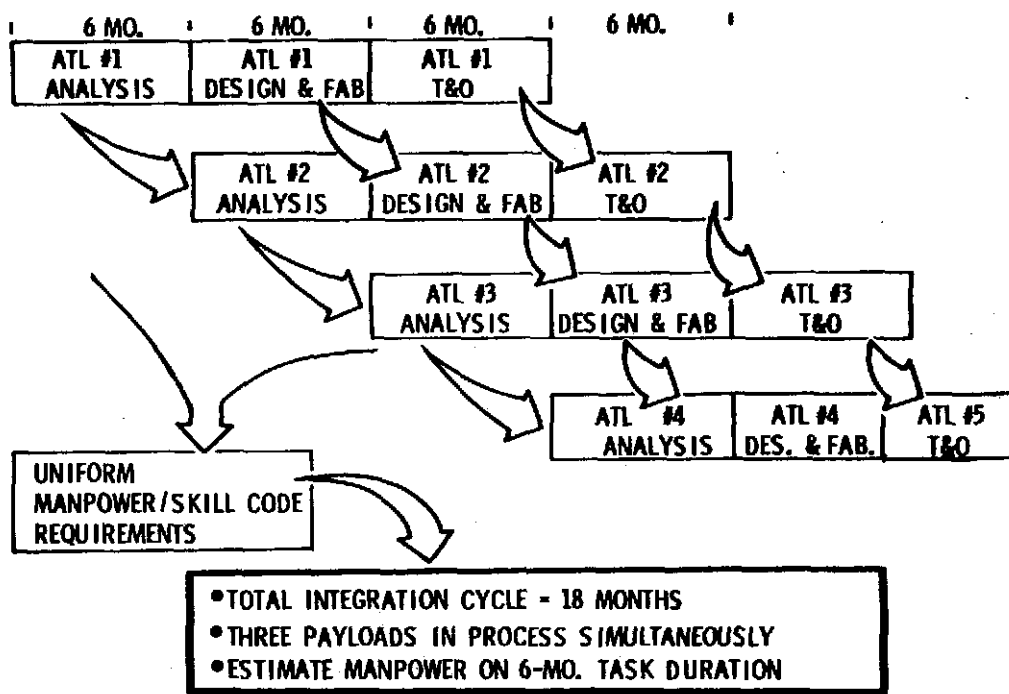 6 MO. 6 MO. 6 MO. 6 MO.
ATL #1 ATL #1 ATL #1
ANALYSIS DESIGN & FAB T&O
ATL #2 ATL #2 ATL #2
ANALYSIS DESIGN & FAB T&O
ATL #3 ATL #3 ATL #3
ANALYSIS DESIGN & FAB T&O
ATL #4 ATL #4 ATL #5
ANALYSIS DES. & FAB. T&O
UNIFORM
MANPOWER/SKILL CODE
REQUIREMENTS
•TOTAL INTEGRATION CYCLE = 18 MONTHS
•THREE PAYLOADS IN PROCESS SIMULTANEOUSLY
•ESTIMATE MANPOWER ON 6-MO. TASK DURATION